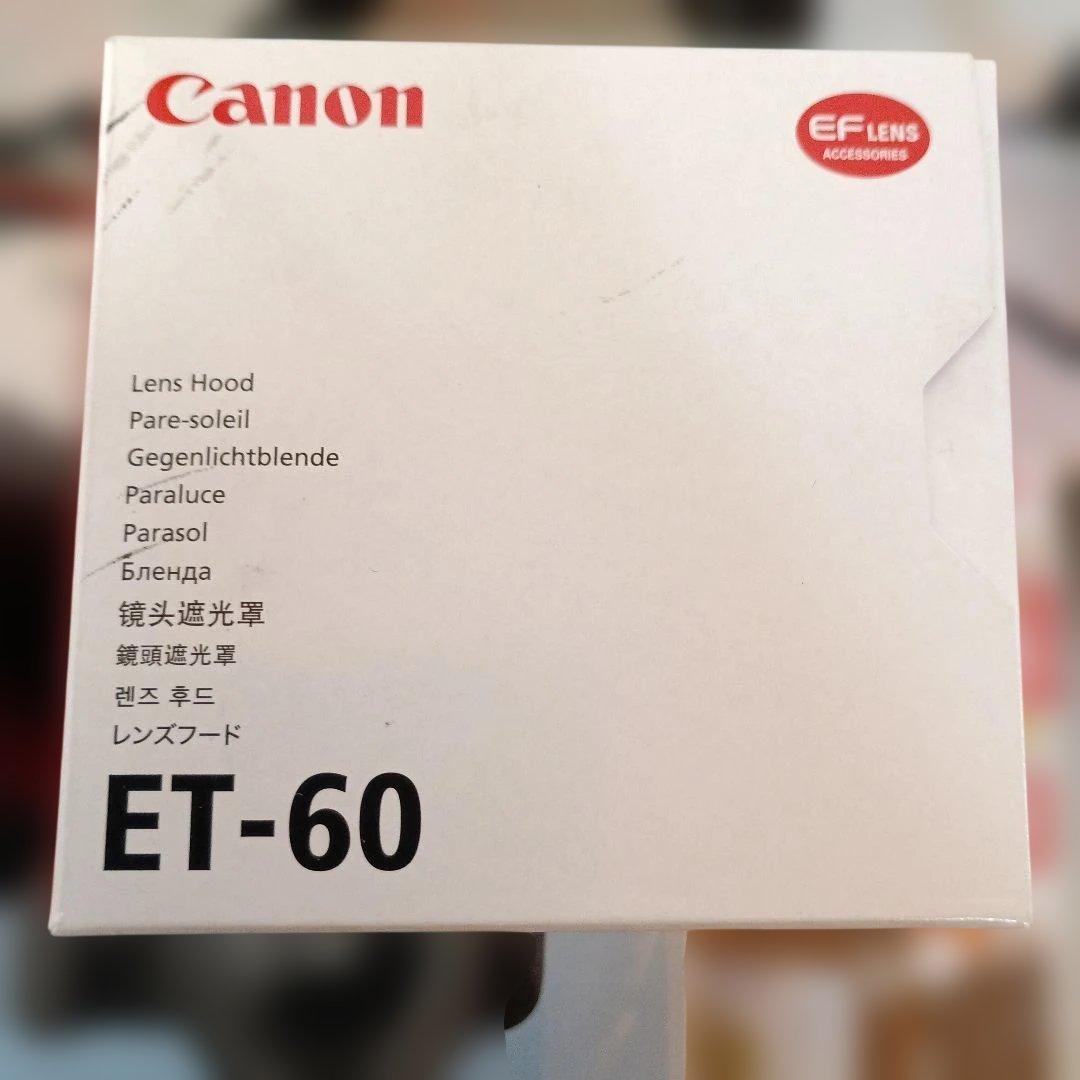 Canon
EF LENS
ACCESSORIES
Lens Hood
Pare-soleil
Gegenlichtblende
Paraluce
Parasol
Бленда
镜头遮光罩
鏡頭遮光罩
렌즈 후드
レンズフード
ET-60